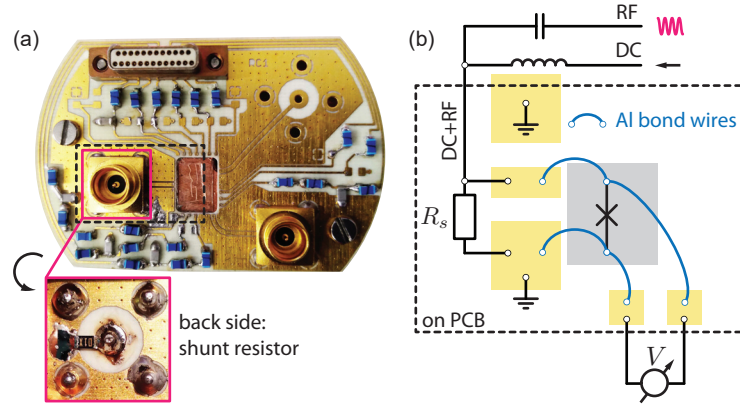 (a)
(b)
RF
DC
DC+RF
Al bond wires
R_s
on PCB
V
back side:
shunt resistor